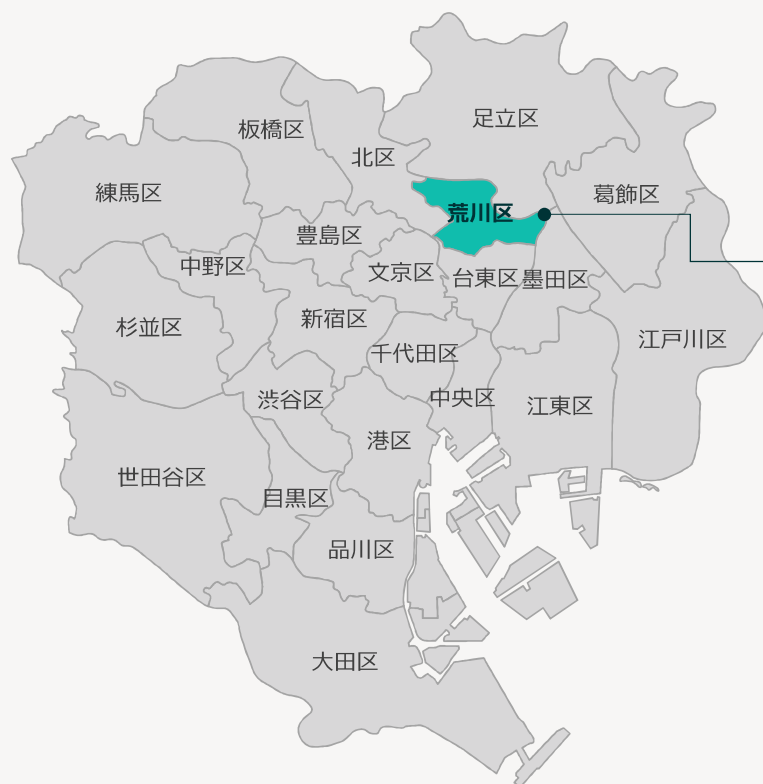 足立区
板橋区
北区
練馬区
葛飾区
荒川区
豊島区
中野区
文京区
台東区
墨田区
杉並区
新宿区
江戸川区
千代田区
渋谷区
中央区
江東区
港区
世田谷区
目黒区
品川区
大田区